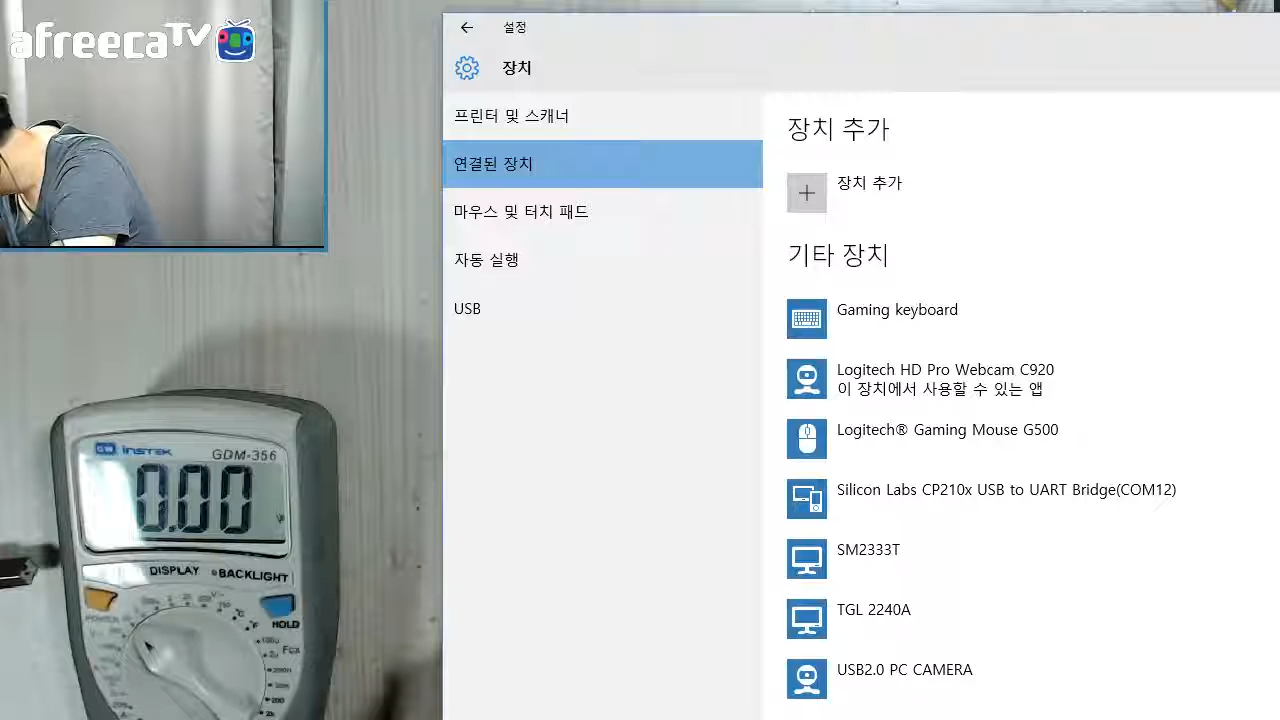 afreecaTV
설정
장치
프린터 및 스캐너
연결된 장치
마우스 및 터치 패드
자동 실행
USB
장치 추가
장치 추가
기타 장치
Gaming keyboard
Logitech HD Pro Webcam C920
이 장치에서 사용할 수 있는 앱
Logitech® Gaming Mouse G500
Silicon Labs CP210x USB to UART Bridge(COM12)
SM2333T
TGL 2240A
USB2.0 PC CAMERA
GW INSTEK
GDM-356
0.00
DISPLAY
BACKLIGHT
HOLD